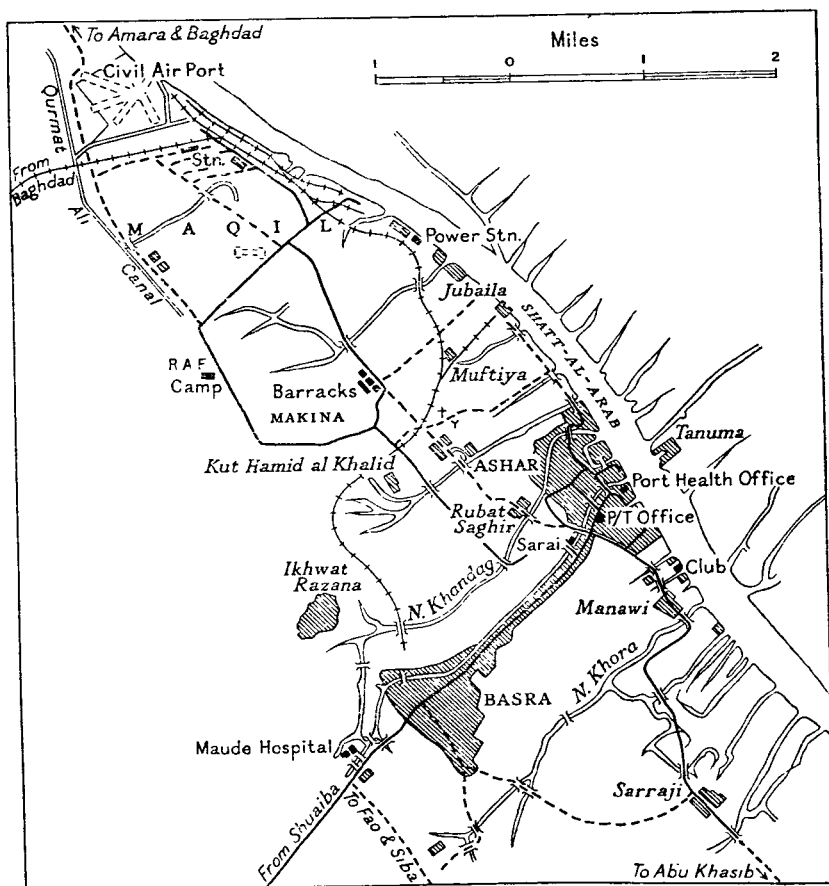 To Amara & Baghdad
Miles
1 0 1 2
Civil Air Port
Qurmat
Ali
Canal
From
Baghdad
Stn.
MAQIL
Power Stn.
Jubaila
SHATT-AL-ARAB
R A F
Camp
Barracks
MAKINA
Muftiya
Tanuma
Kut Hamid al Khalid
ASHAR
Port Health Office
Rubat
Saghir
P/T Office
Sarai
Club
Ikhwat
Razana
N. Khandag
Manawi
N. Khora
BASRA
Maude Hospital
Sarraji
From Shuaiba
To Fao & Siba
To Abu Khasib